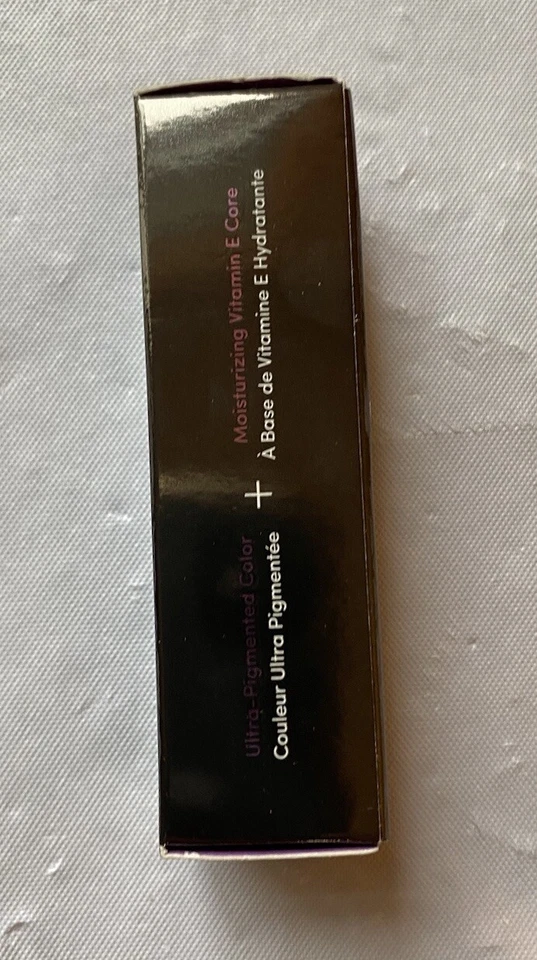 Ultra-Pigmented Color
Couleur Ultra Pigmentée
+
Moisturizing Vitamin E Core
À Base de Vitamine E Hydratante